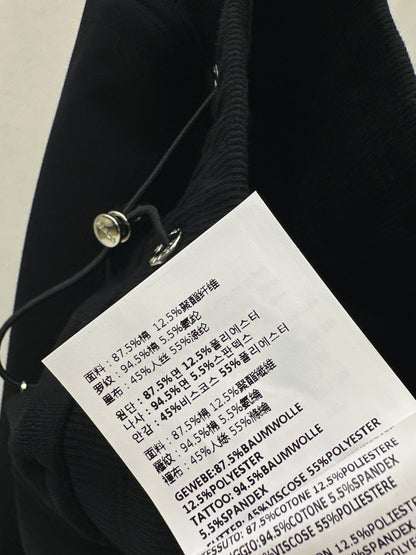 面料：87.5%棉 12.5%聚酯纤维
罗纹：94.5%棉 5.5%氨纶
撞布：45%人丝 55%涤纶
원단 : 87.5%면 12.5%폴리에스터
나시 : 94.5%면 5.5%스판덱스
안감 : 45%비스코스 55%폴리에스터
面料：87.5%棉 12.5%聚酯纖維
羅紋：94.5%棉 5.5%氨綸
撞布：45%人絲 55%滌綸
GEWEBE:87.5%BAUMWOLLE
12.5%POLYESTER
TATTOO: 94.5%BAUMWOLLE
5.5%SPANDEX
45%VISCOSE 55%POLYESTER
TESSUTO: 87.5%COTONE 12.5%POLIESTERE
94.5%COTONE 5.5%SPANDEX
VISCOSE 55%POLIESTERE